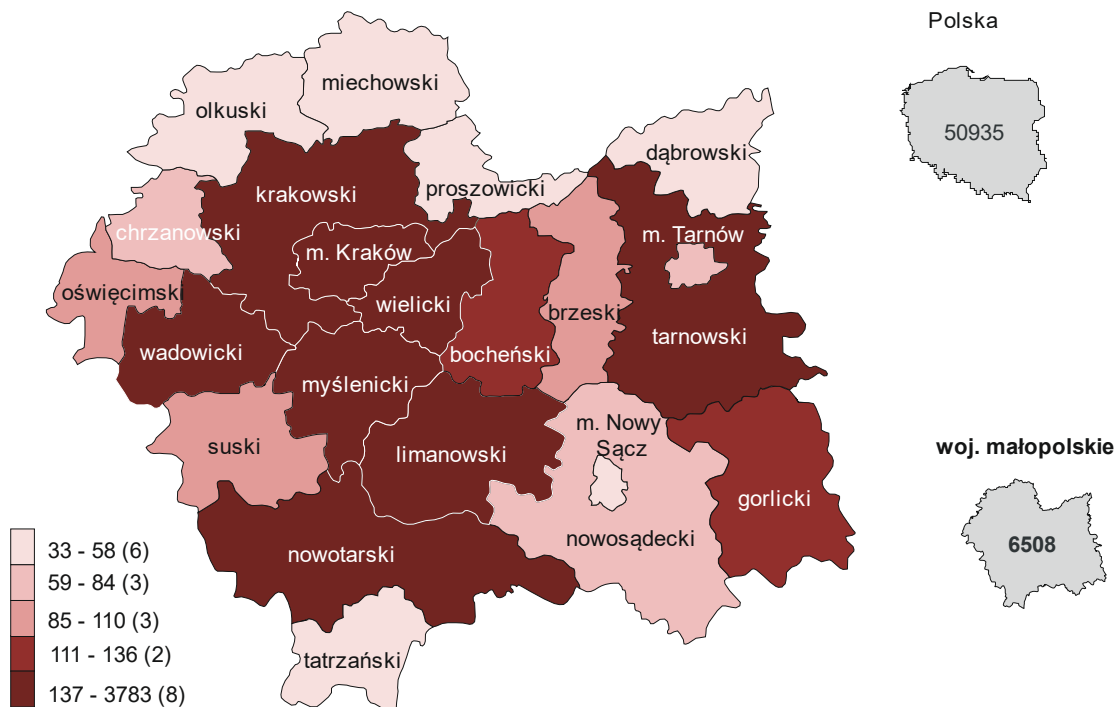 Polska
50935
miechowski
olkuski
dąbrowski
proszowicki
krakowski
chrzanowski
m. Tarnów
m. Kraków
oświęcimski
wielicki
brzeski
tarnowski
wadowicki
bocheński
myślenicki
m. Nowy
Sącz
suski
limanowski
woj. małopolskie
gorlicki
nowosądecki
6508
nowotarski
tatrzański
33 - 58 (6)
59 - 84 (3)
85 - 110 (3)
111 - 136 (2)
137 - 3783 (8)